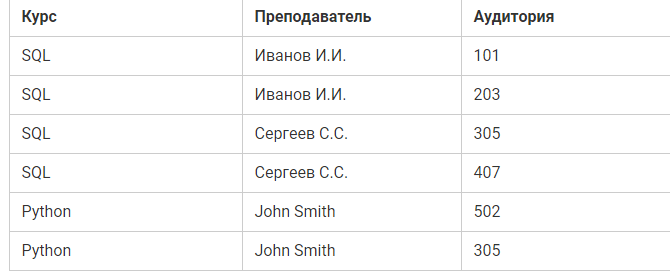 Курс Преподаватель Аудитория
SQL Иванов И.И. 101
SQL Иванов И.И. 203
SQL Сергеев С.С. 305
SQL Сергеев С.С. 407
Python John Smith 502
Python John Smith 305